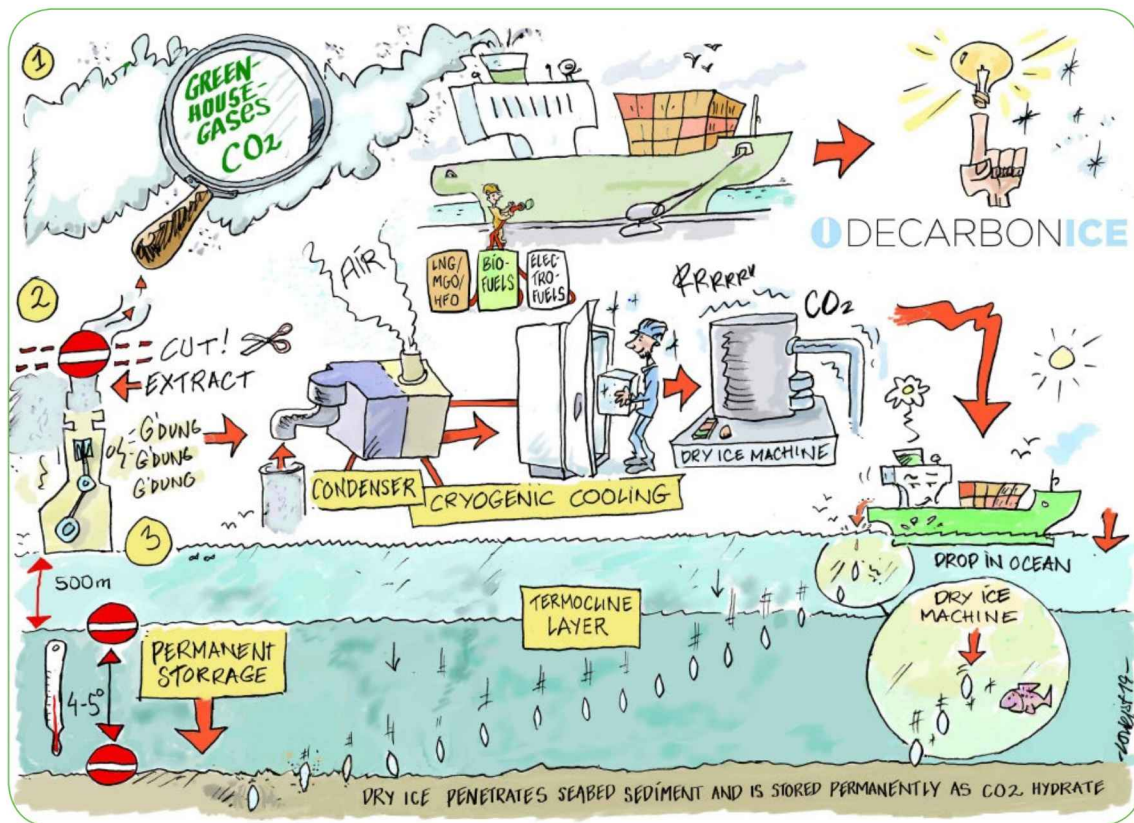 1
GREEN-
HOUSE-
GASES
CO2
DECARBONICE
LNG/
MGO/
HFO
BIO-
FUELS
ELEC-
TRO-
FUELS
2
CUT!
EXTRACT
G'DUNG
G'DUNG
G'DUNG
AIR
CONDENSER
CRYOGENIC COOLING
RRRRRR
CO2
DRY ICE MACHINE
3
500m
DROP IN OCEAN
DRY ICE
MACHINE
TERMOCLINE
LAYER
PERMANENT
STORRAGE
4-5°
DRY ICE PENETRATES SEABED SEDIMENT AND IS STORED PERMANENTLY AS CO2 HYDRATE